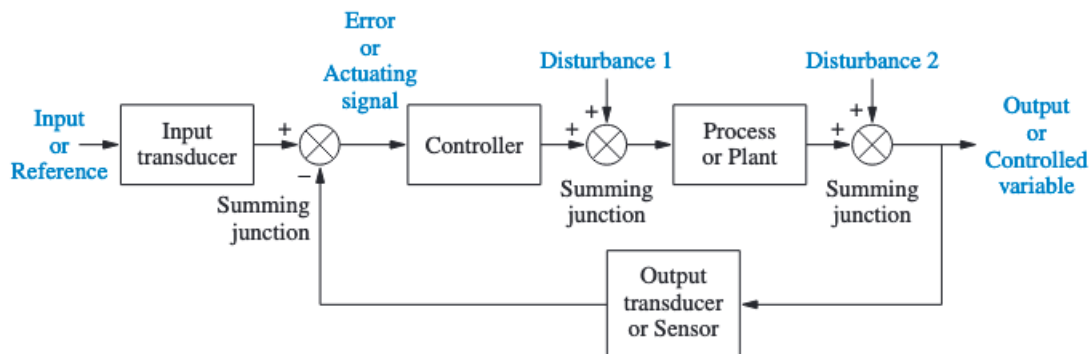 Error
or
Actuating
signal
Disturbance 1
Disturbance 2
Input
or
Reference
Input
transducer
+
−
Summing
junction
Controller
+
+
Summing
junction
Process
or Plant
+
+
Summing
junction
Output
or
Controlled
variable
Output
transducer
or Sensor